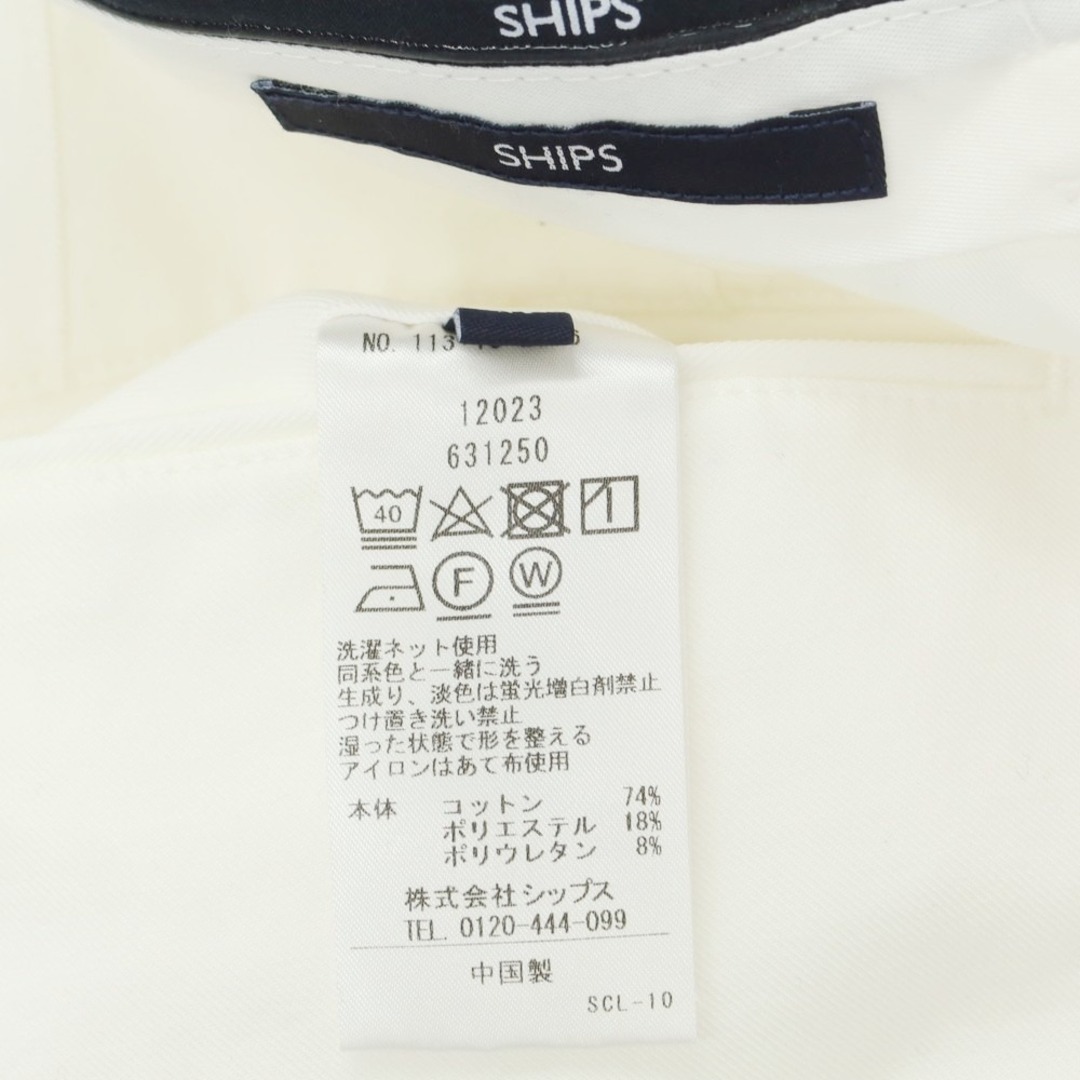 SHIPS
SHIPS
NO. 113
12023
631250
40
F W
洗濯ネット使用
同系色と一緒に洗う
生成り、淡色は蛍光増白剤禁止
つけ置き洗い禁止
湿った状態で形を整える
アイロンはあて布使用
本体 コットン 74%
ポリエステル 18%
ポリウレタン 8%
株式会社シップス
TEL. 0120-444-099
中国製
SCL-10